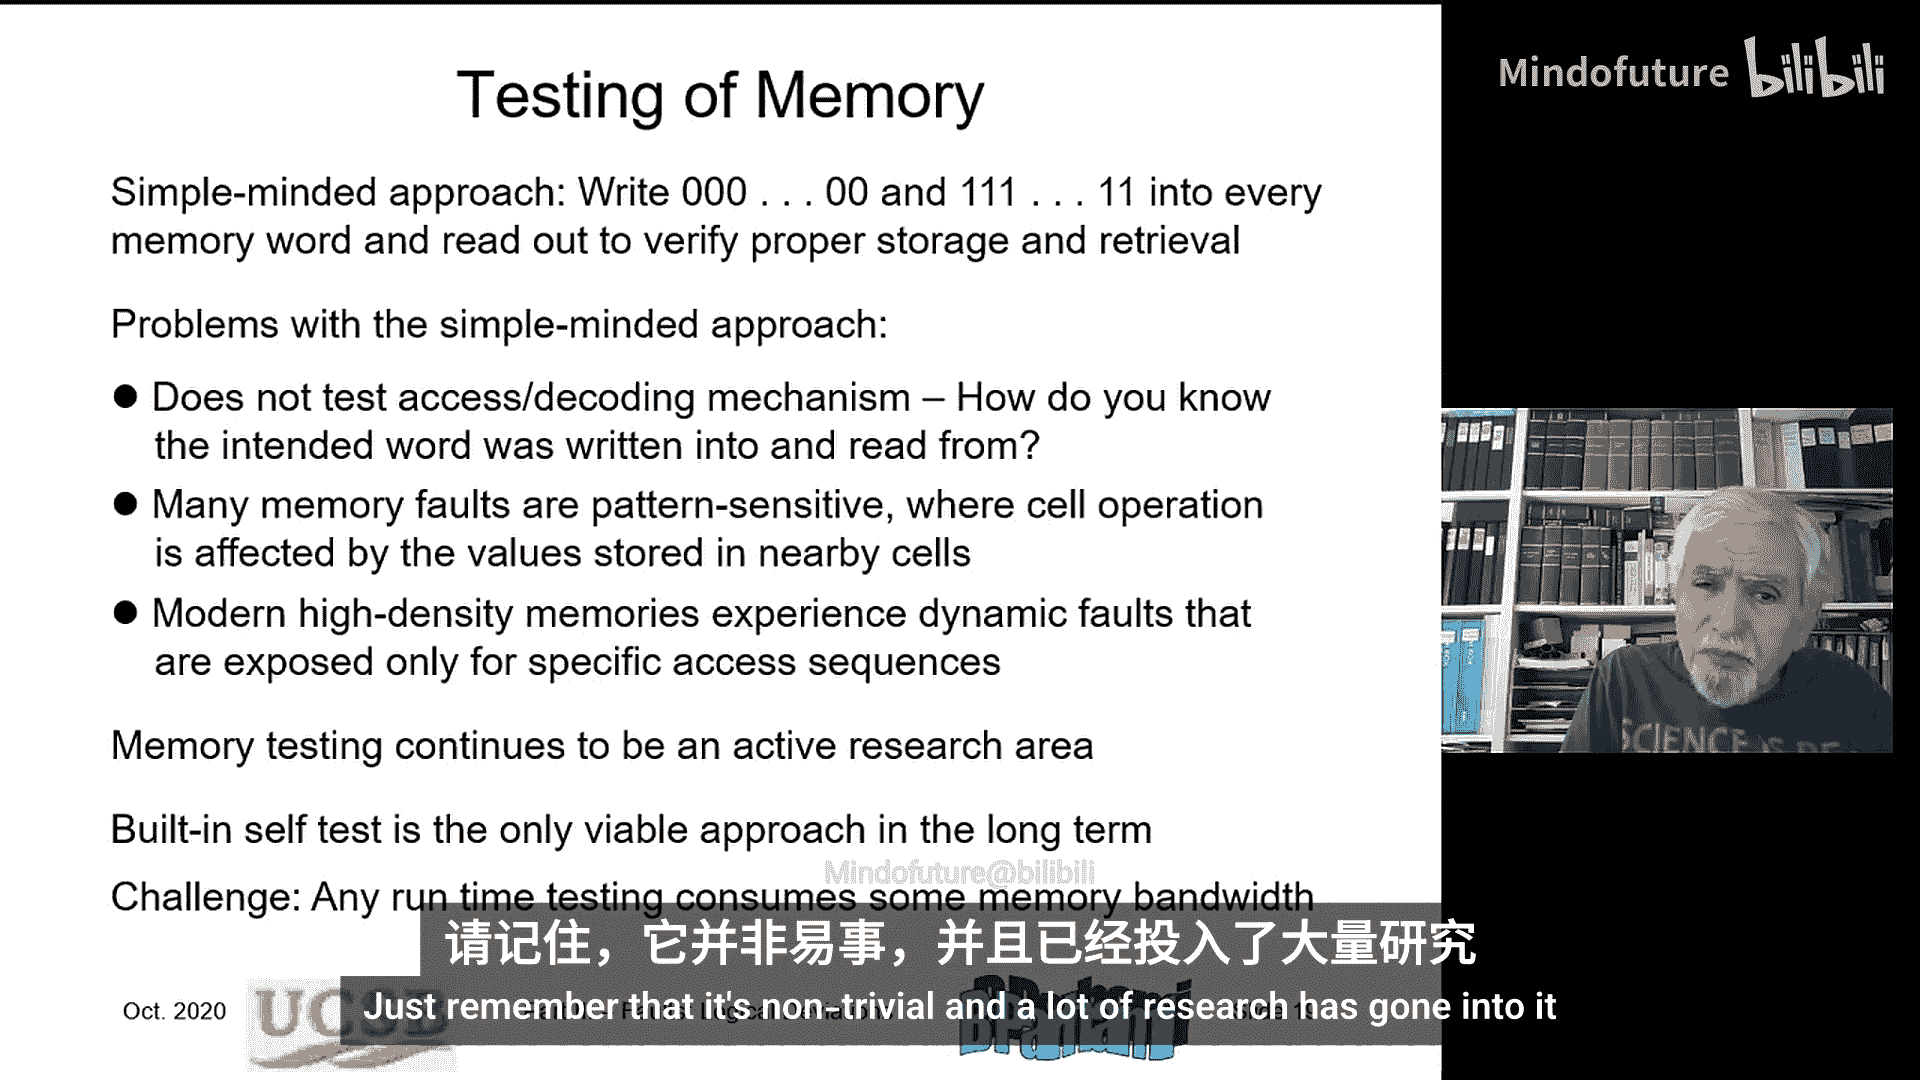 Testing of Memory
Mindofuture bilibili
Simple-minded approach: Write 000 . . . 00 and 111 . . . 11 into every
memory word and read out to verify proper storage and retrieval
Problems with the simple-minded approach:
● Does not test access/decoding mechanism – How do you know
the intended word was written into and read from?
● Many memory faults are pattern-sensitive, where cell operation
is affected by the values stored in nearby cells
● Modern high-density memories experience dynamic faults that
are exposed only for specific access sequences
SCIENCE IS
Memory testing continues to be an active research area
Built-in self test is the only viable approach in the long term
Mindofuture@bilibili
Challenge: Any run time testing consumes some memory bandwidth
请记住，它并非易事，并且已经投入了大量研究
Just remember that it's non-trivial and a lot of research has gone into it
Oct. 2020
UCSB